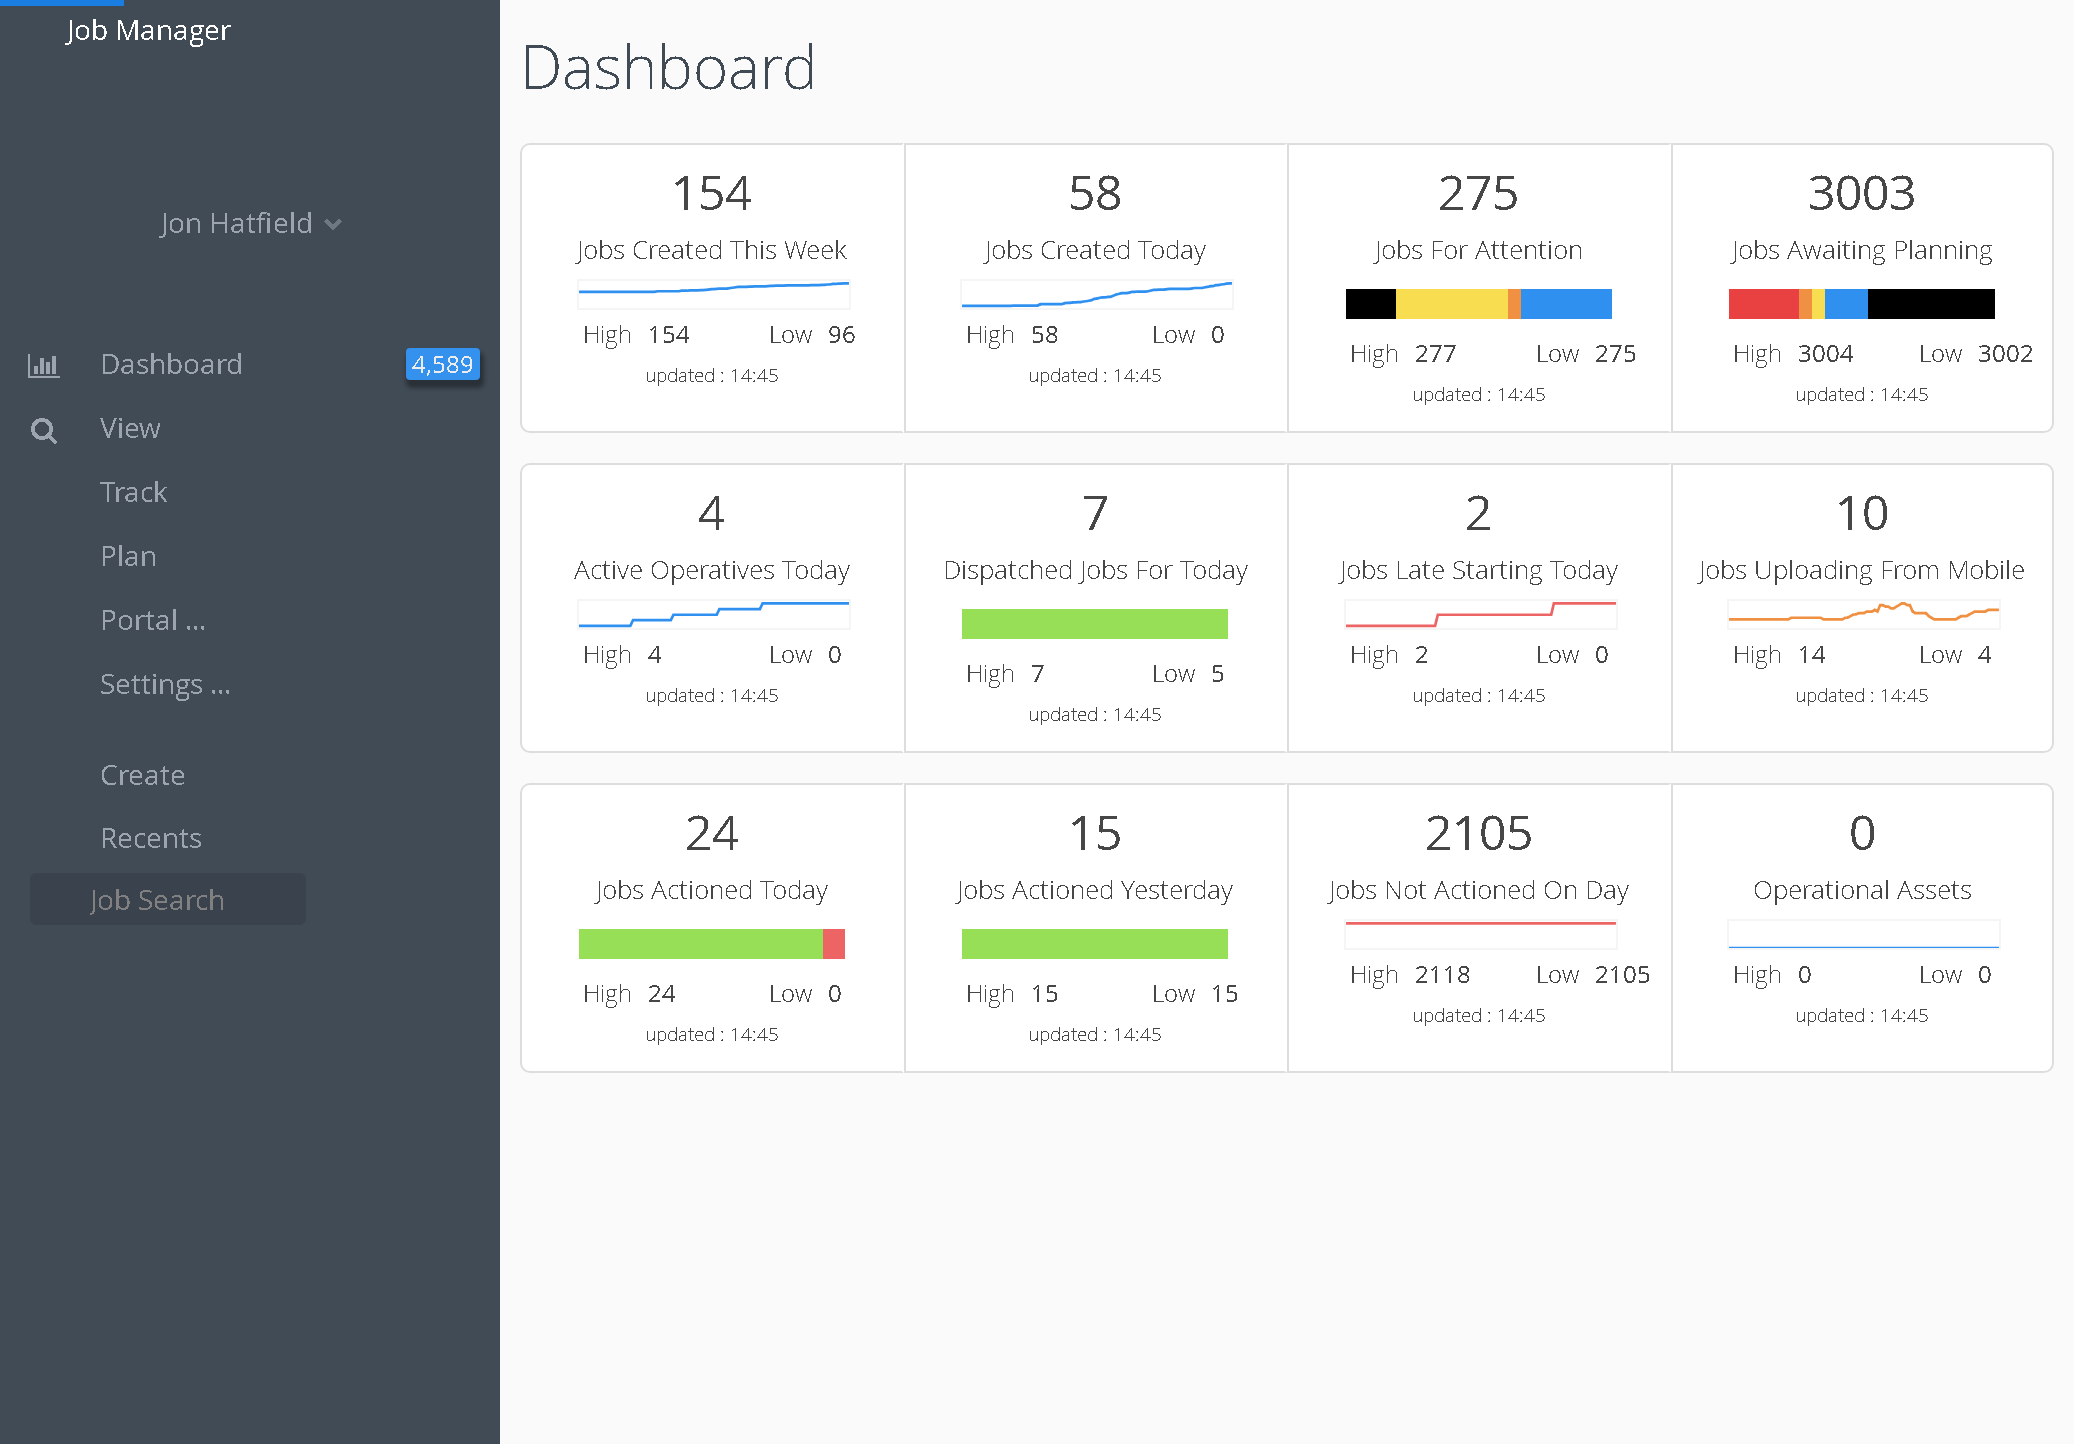 Job Manager
Jon Hatfield
Dashboard 4,589
View
Track
Plan
Portal ...
Settings ...
Create
Recents
Job Search
Dashboard
154
Jobs Created This Week
High 154 Low 96
updated : 14:45
58
Jobs Created Today
High 58 Low 0
updated : 14:45
275
Jobs For Attention
High 277 Low 275
updated : 14:45
3003
Jobs Awaiting Planning
High 3004 Low 3002
updated : 14:45
4
Active Operatives Today
High 4 Low 0
updated : 14:45
7
Dispatched Jobs For Today
High 7 Low 5
updated : 14:45
2
Jobs Late Starting Today
High 2 Low 0
updated : 14:45
10
Jobs Uploading From Mobile
High 14 Low 4
updated : 14:45
24
Jobs Actioned Today
High 24 Low 0
updated : 14:45
15
Jobs Actioned Yesterday
High 15 Low 15
updated : 14:45
2105
Jobs Not Actioned On Day
High 2118 Low 2105
updated : 14:45
0
Operational Assets
High 0 Low 0
updated : 14:45